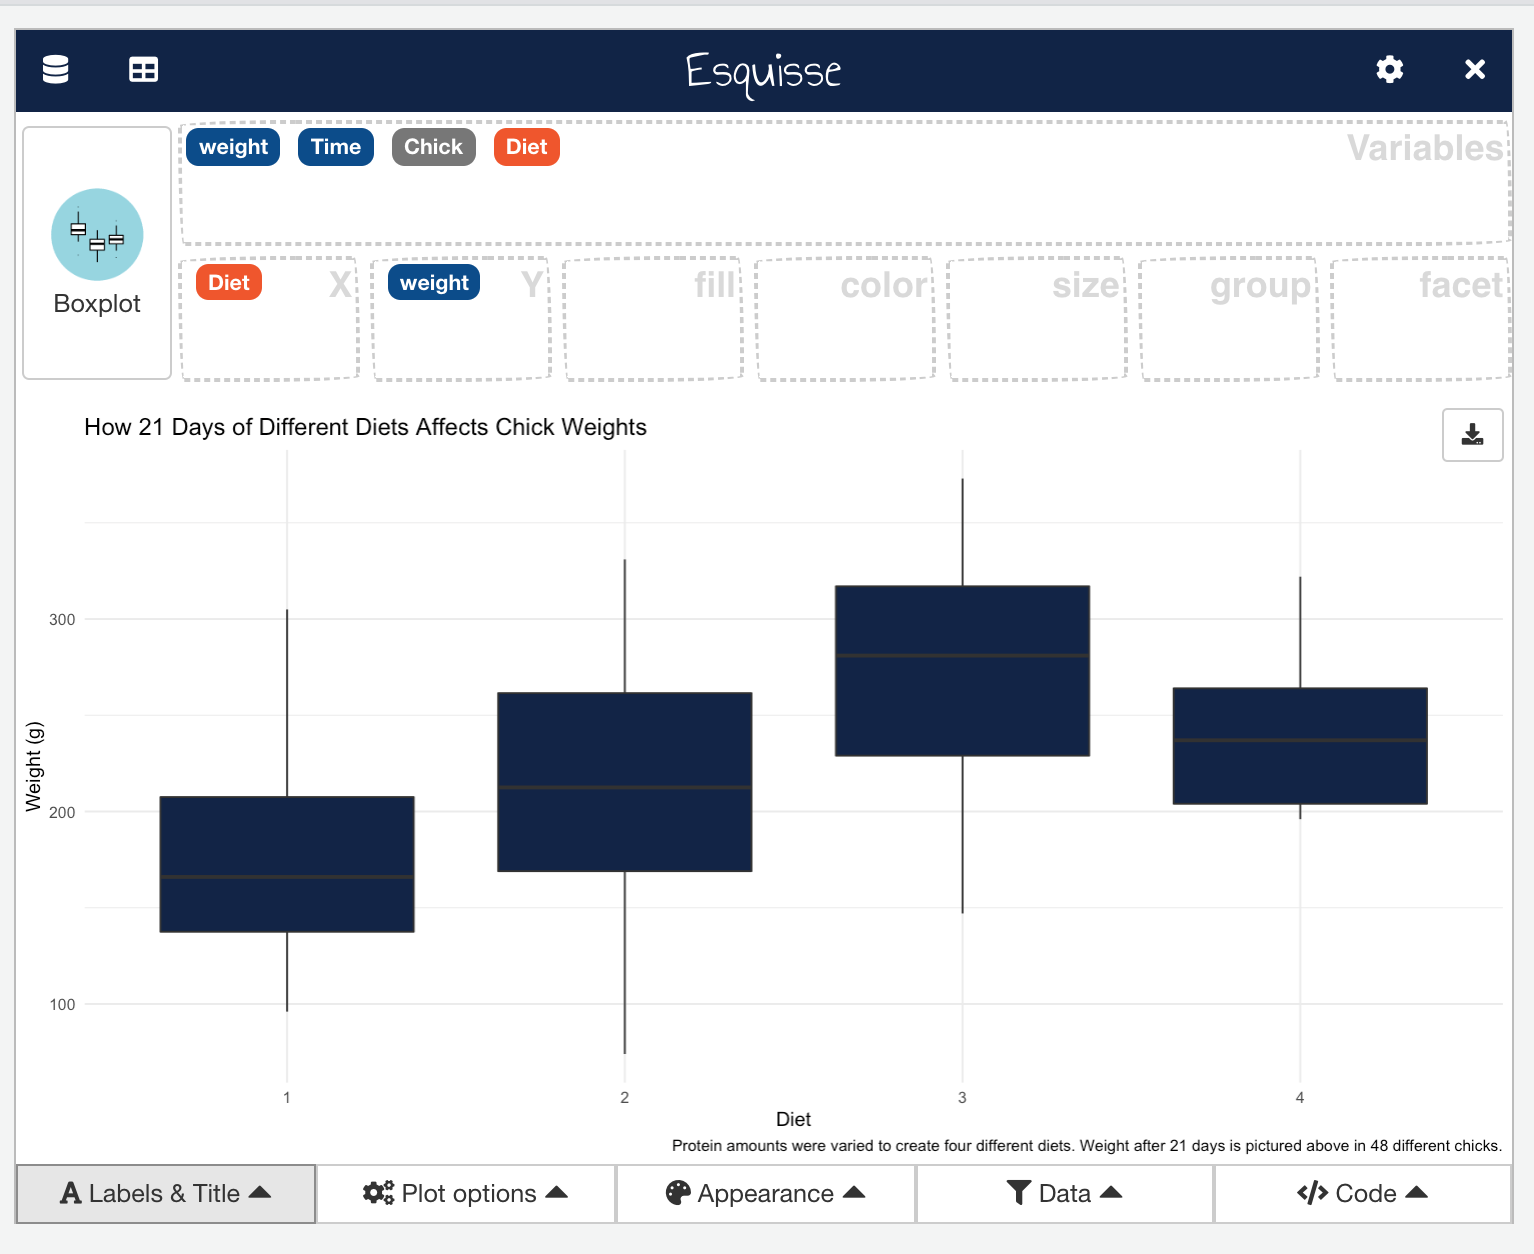 Esquisse
weight Time Chick Diet Variables
Boxplot
Diet X weight Y fill color size group facet
How 21 Days of Different Diets Affects Chick Weights
Weight (g)
300
200
100
1 2 3 4
Diet
Protein amounts were varied to create four different diets. Weight after 21 days is pictured above in 48 different chicks.
Labels & Title Plot options Appearance Data Code